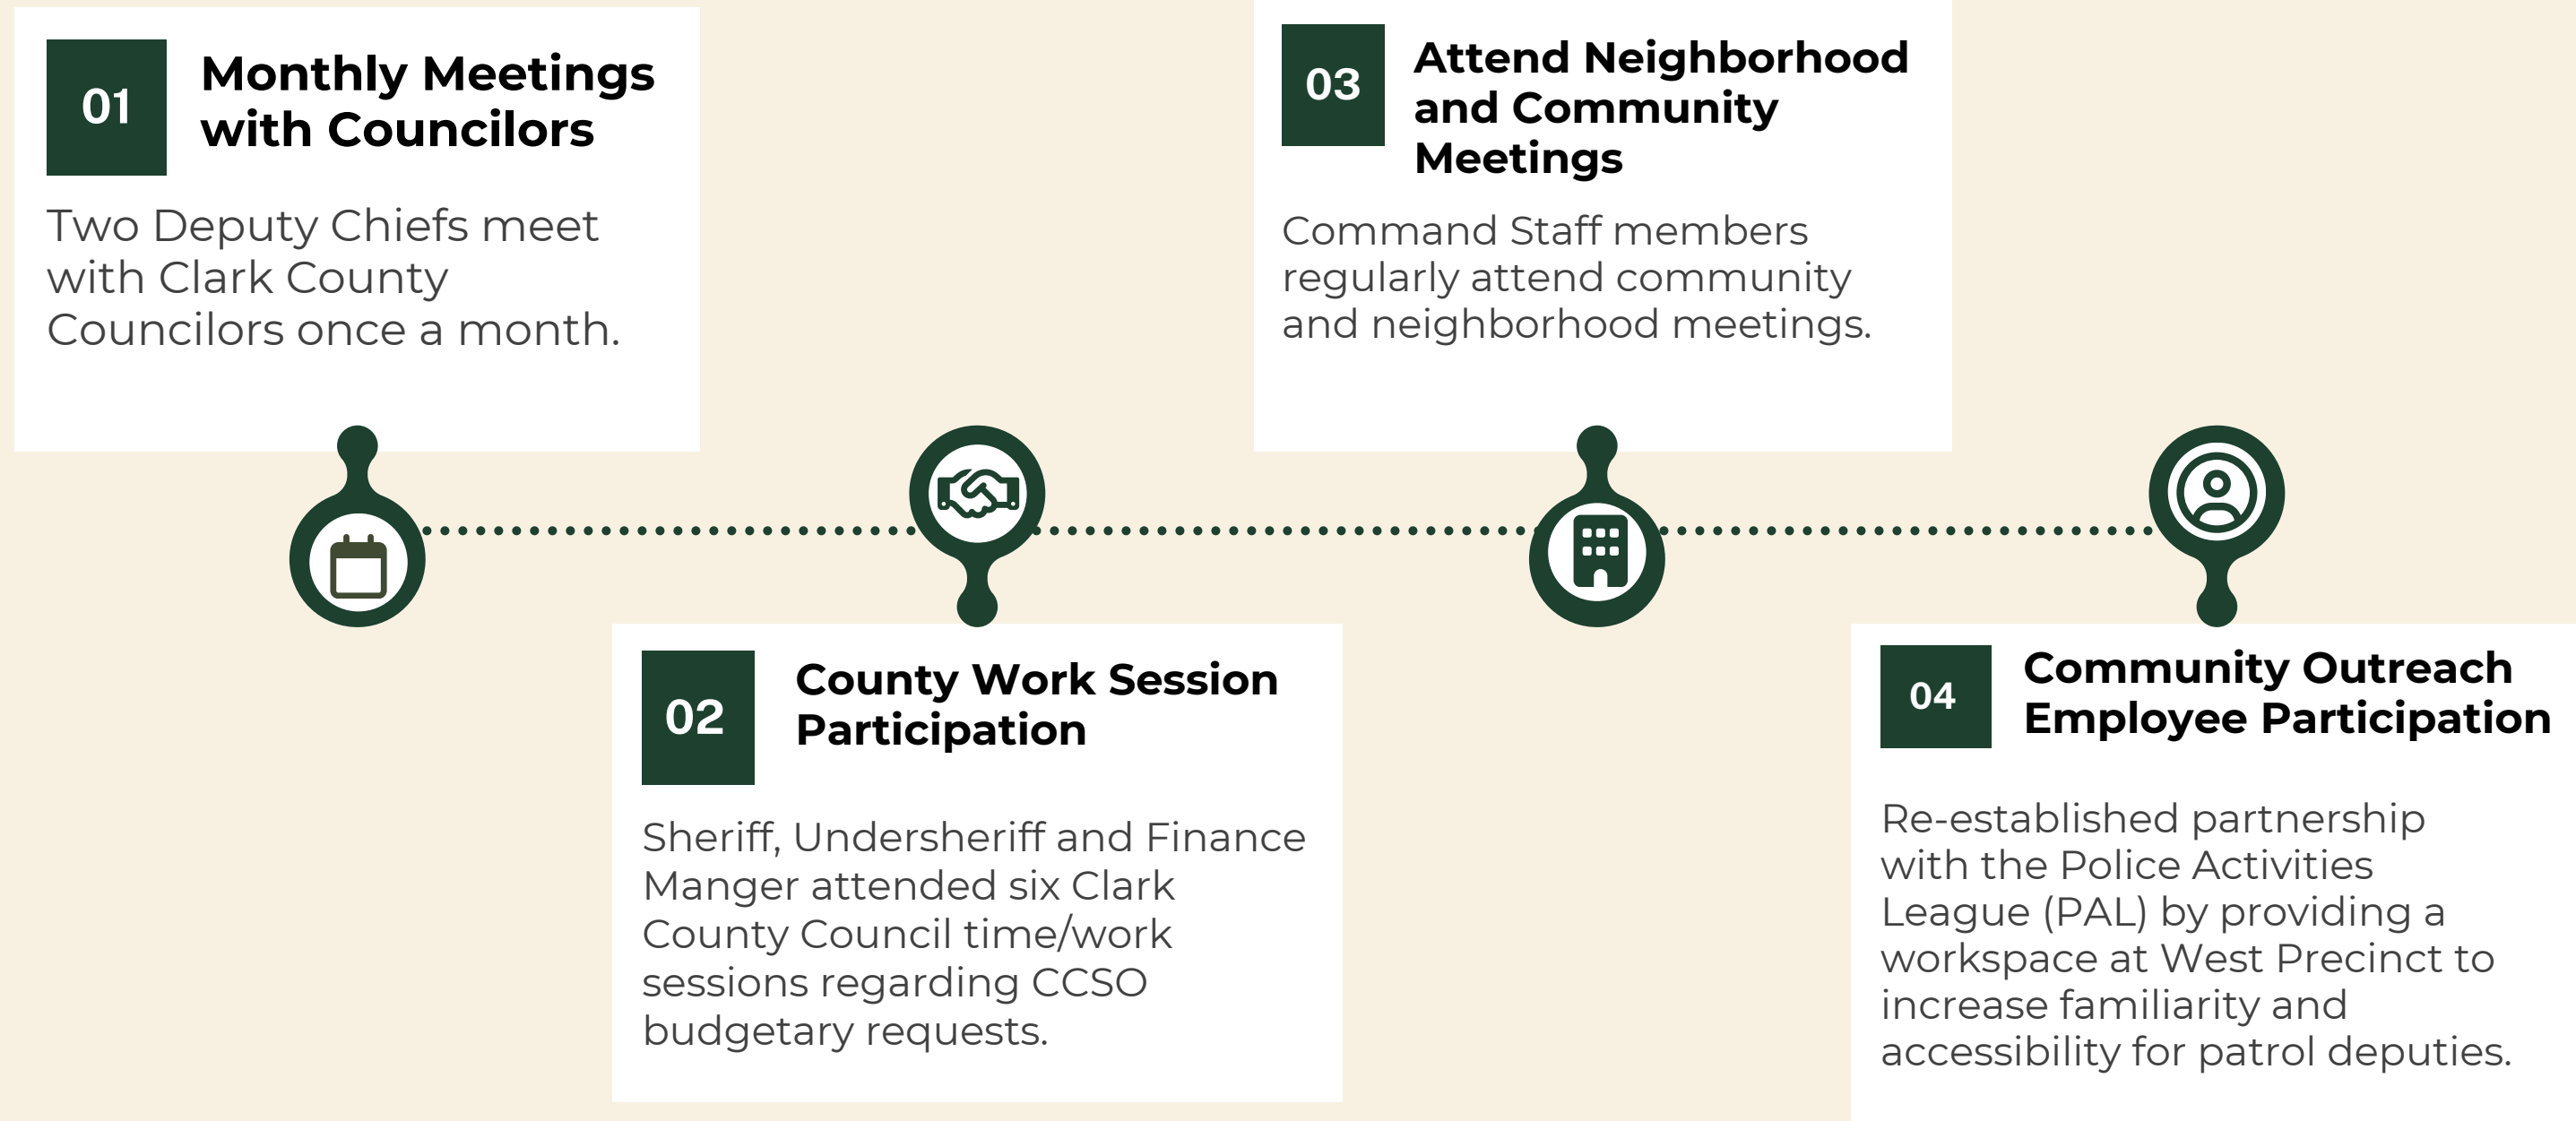 01
Monthly Meetings
with Councilors
Two Deputy Chiefs meet
with Clark County
Councilors once a month.
02
County Work Session
Participation
Sheriff, Undersheriff and Finance
Manger attended six Clark
County Council time/work
sessions regarding CCSO
budgetary requests.
03
Attend Neighborhood
and Community
Meetings
Command Staff members
regularly attend community
and neighborhood meetings.
04
Community Outreach
Employee Participation
Re-established partnership
with the Police Activities
League (PAL) by providing a
workspace at West Precinct to
increase familiarity and
accessibility for patrol deputies.